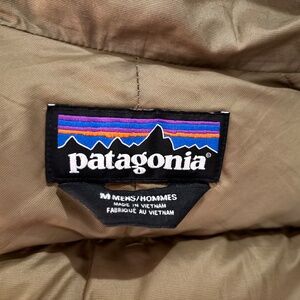 patagonia®
M MENS/HOMMES
MADE IN VIETNAM
FABRIQUÉ AU VIETNAM